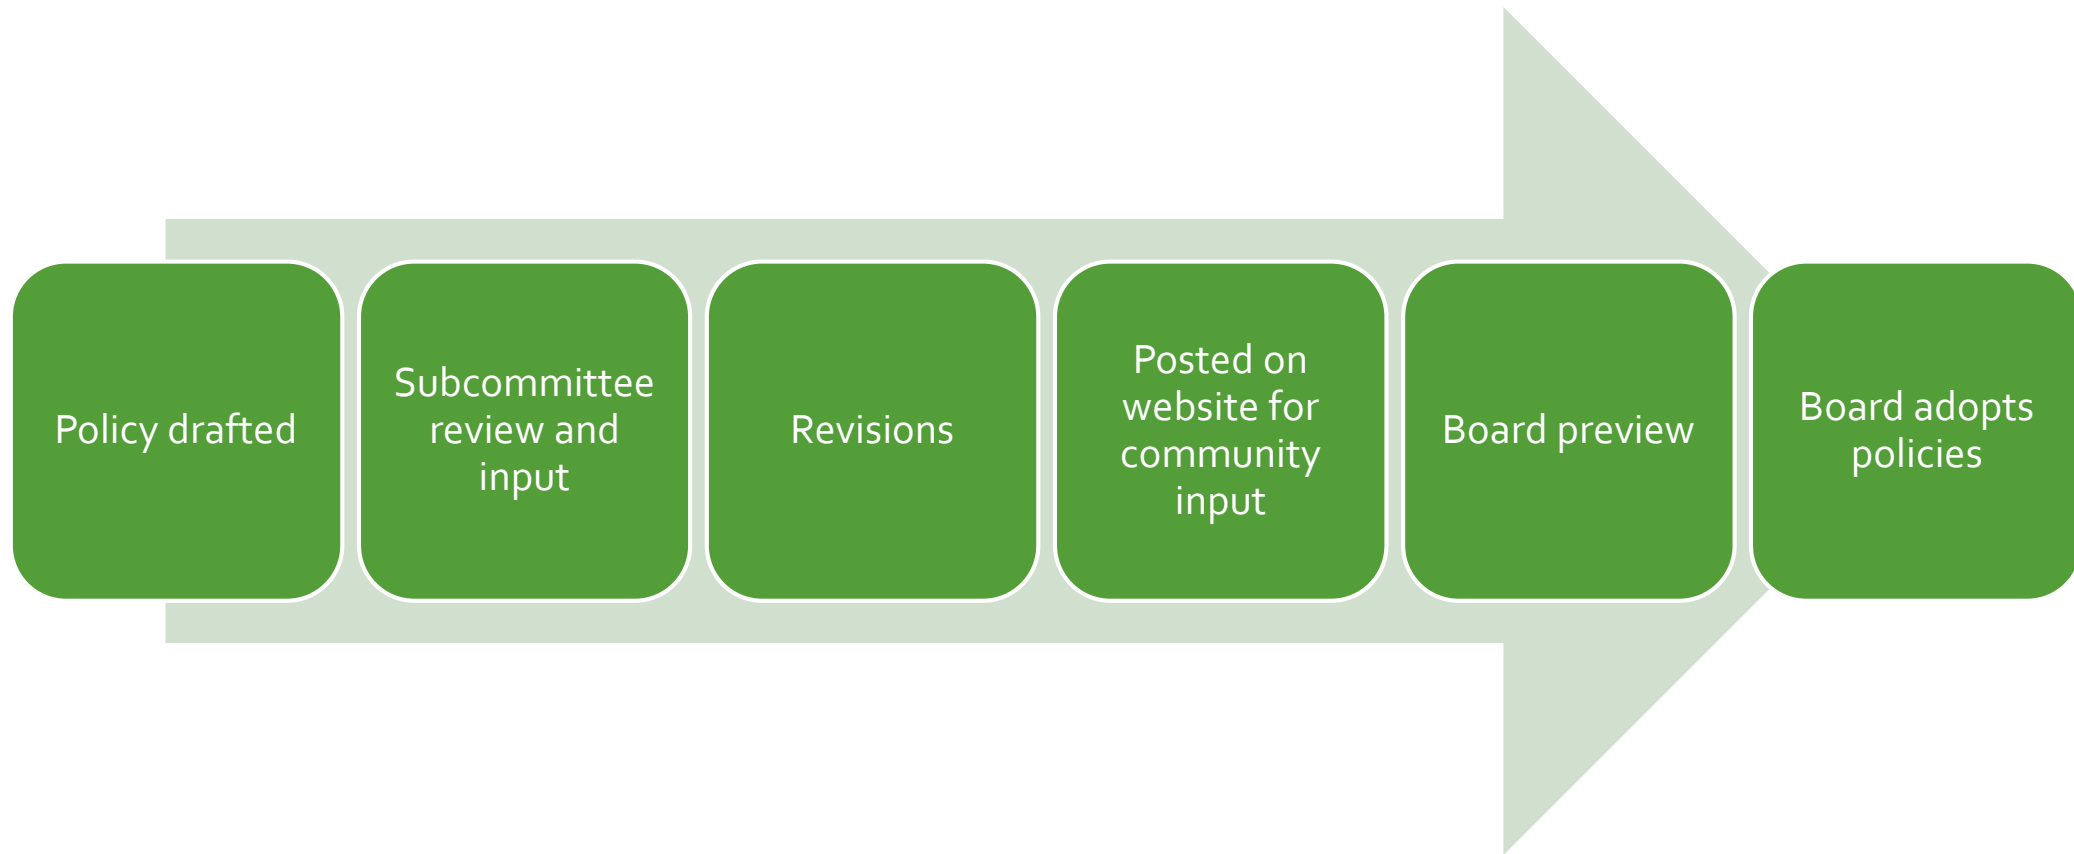 Policy drafted
Subcommittee
review and
input
Revisions
Posted on
website for
community
input
Board preview
Board adopts
policies